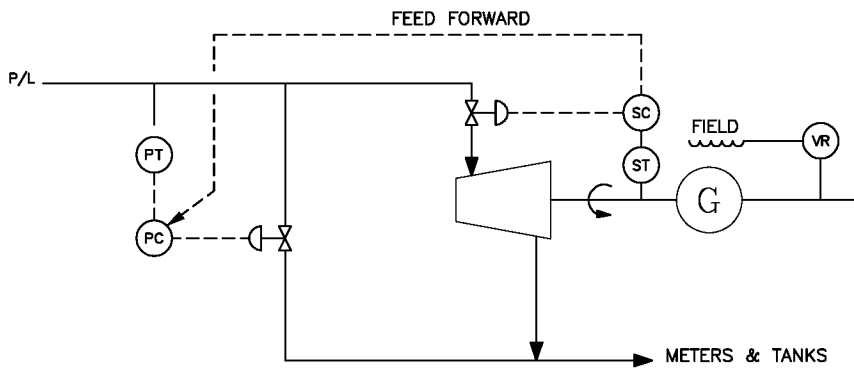 FEED FORWARD
P/L
SC
FIELD
VR
PT
ST
G
PC
METERS & TANKS